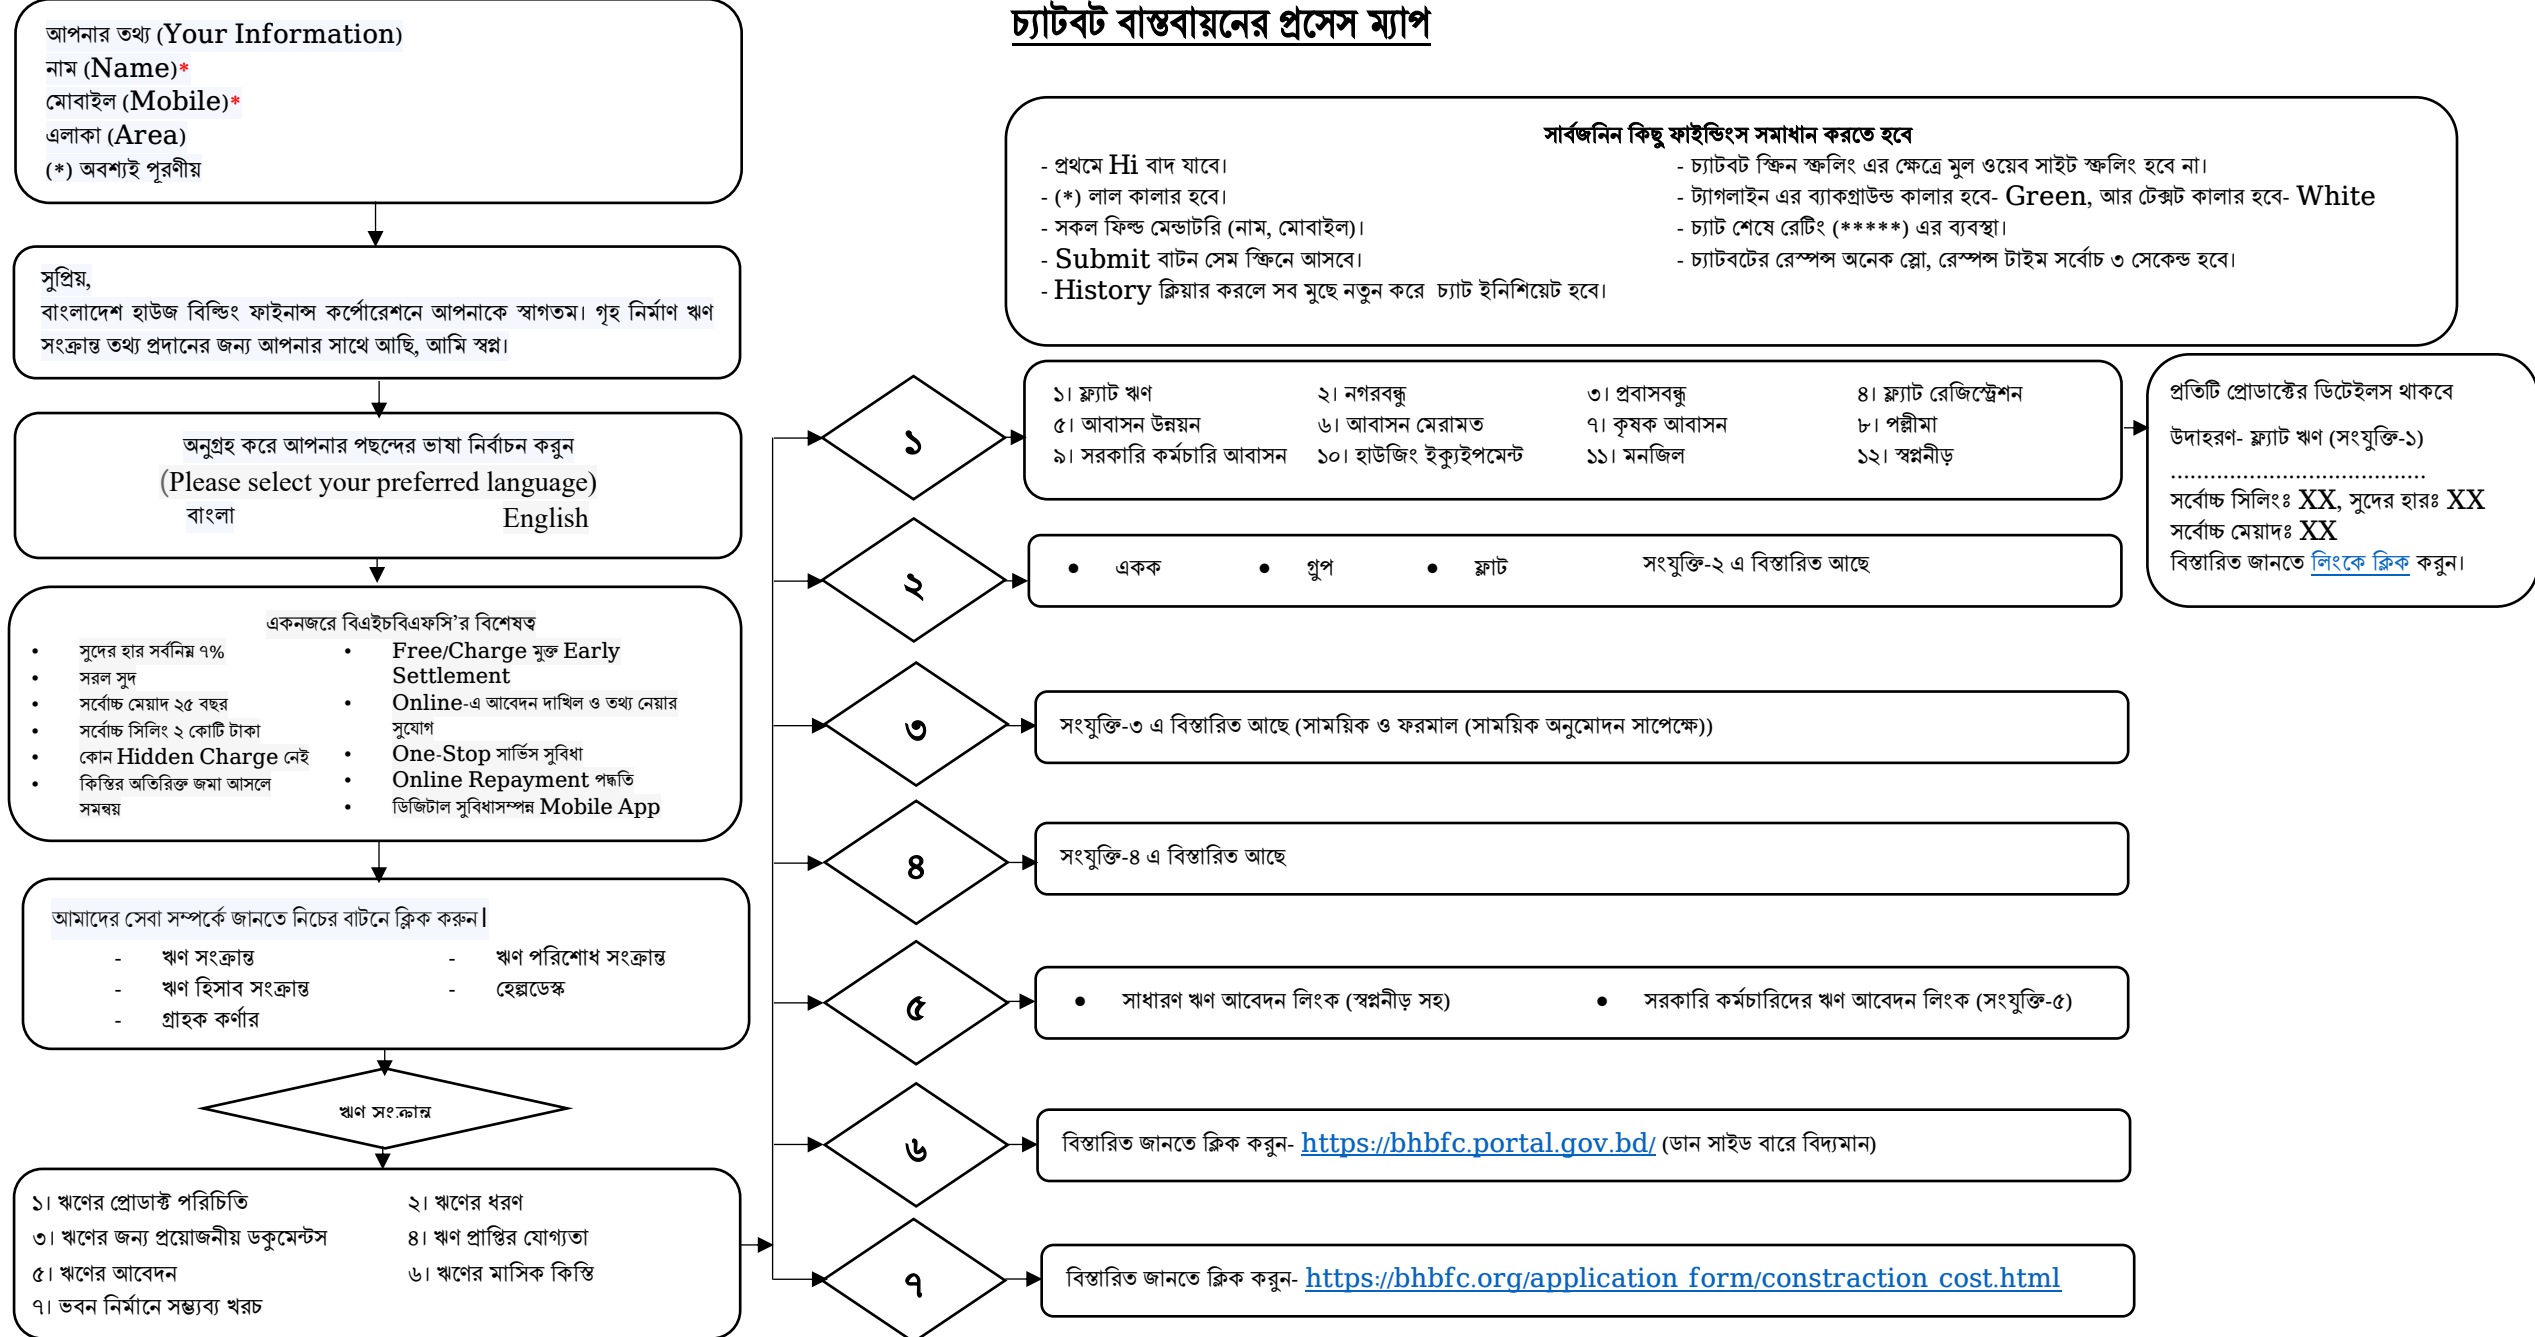 চ্যাটবট বাস্তবায়নের প্রসেস ম্যাপ
আপনার তথ্য (Your Information)
নাম (Name)*
মোবাইল (Mobile)*
এলাকা (Area)
(*) অবশ্যই পূরণীয়
সুপ্রিয়,
বাংলাদেশ হাউজ বিল্ডিং ফাইনান্স কর্পোরেশনে আপনাকে স্বাগতম। গৃহ নির্মাণ ঋণ
সংক্রান্ত তথ্য প্রদানের জন্য আপনার সাথে আছি, আমি স্বপ্ন।
অনুগ্রহ করে আপনার পছন্দের ভাষা নির্বাচন করুন
(Please select your preferred language)
বাংলা English
একনজরে বিএইচবিএফসি’র বিশেষত্ব
• সুদের হার সর্বনিম্ন ৭%
• সরল সুদ
• সর্বোচ্চ মেয়াদ ২৫ বছর
• সর্বোচ্চ সিলিং ২ কোটি টাকা
• কোন Hidden Charge নেই
• কিস্তির অতিরিক্ত জমা আসলে
সমন্বয়
• Free/Charge মুক্ত Early
Settlement
• Online-এ আবেদন দাখিল ও তথ্য নেয়ার
সুযোগ
• One-Stop সার্ভিস সুবিধা
• Online Repayment পদ্ধতি
• ডিজিটাল সুবিধাসম্পন্ন Mobile App
আমাদের সেবা সম্পর্কে জানতে নিচের বাটনে ক্লিক করুন|
- ঋণ সংক্রান্ত - ঋণ পরিশোধ সংক্রান্ত
- ঋণ হিসাব সংক্রান্ত - হেল্পডেস্ক
- গ্রাহক কর্ণার
ঋণ সংক্রান্ত
১। ঋণের প্রোডাক্ট পরিচিতি ২। ঋণের ধরণ
৩। ঋণের জন্য প্রয়োজনীয় ডকুমেন্টস ৪। ঋণ প্রাপ্তির যোগ্যতা
৫। ঋণের আবেদন ৬। ঋণের মাসিক কিস্তি
৭। ভবন নির্মানে সম্ভ্যব্য খরচ
সার্বজনিন কিছু ফাইন্ডিংস সমাধান করতে হবে
- প্রথমে Hi বাদ যাবে।
- (*) লাল কালার হবে।
- সকল ফিল্ড মেন্ডাটরি (নাম, মোবাইল)।
- Submit বাটন সেম স্ক্রিনে আসবে।
- History ক্লিয়ার করলে সব মুছে নতুন করে চ্যাট ইনিশিয়েট হবে।
- চ্যাটবট স্ক্রিন স্ক্রলিং এর ক্ষেত্রে মুল ওয়েব সাইট স্ক্রলিং হবে না।
- ট্যাগলাইন এর ব্যাকগ্রাউন্ড কালার হবে- Green, আর টেক্সট কালার হবে- White
- চ্যাট শেষে রেটিং (*****) এর ব্যবস্থা।
- চ্যাটবটের রেস্পন্স অনেক স্লো, রেস্পন্স টাইম সর্বোচ ৩ সেকেন্ড হবে।
১
১। ফ্ল্যাট ঋণ ২। নগরবন্ধু ৩। প্রবাসবন্ধু ৪। ফ্ল্যাট রেজিস্ট্রেশন
৫। আবাসন উন্নয়ন ৬। আবাসন মেরামত ৭। কৃষক আবাসন ৮। পল্লীমা
৯। সরকারি কর্মচারি আবাসন ১০। হাউজিং ইক্যুইপমেন্ট ১১। মনজিল ১২। স্বপ্ননীড়
প্রতিটি প্রোডাক্টের ডিটেইলস থাকবে
উদাহরণ- ফ্ল্যাট ঋণ (সংযুক্তি-১)
.......................................
সর্বোচ্চ সিলিংঃ XX, সুদের হারঃ XX
সর্বোচ্চ মেয়াদঃ XX
বিস্তারিত জানতে লিংকে ক্লিক করুন।
২
• একক • গ্রুপ • ফ্লাট সংযুক্তি-২ এ বিস্তারিত আছে
৩
সংযুক্তি-৩ এ বিস্তারিত আছে (সাময়িক ও ফরমাল (সাময়িক অনুমোদন সাপেক্ষে))
৪
সংযুক্তি-৪ এ বিস্তারিত আছে
৫
• সাধারণ ঋণ আবেদন লিংক (স্বপ্ননীড় সহ) • সরকারি কর্মচারিদের ঋণ আবেদন লিংক (সংযুক্তি-৫)
৬
বিস্তারিত জানতে ক্লিক করুন- https://bhbfc.portal.gov.bd/ (ডান সাইড বারে বিদ্যমান)
৭
বিস্তারিত জানতে ক্লিক করুন- https://bhbfc.org/application_form/constraction_cost.html